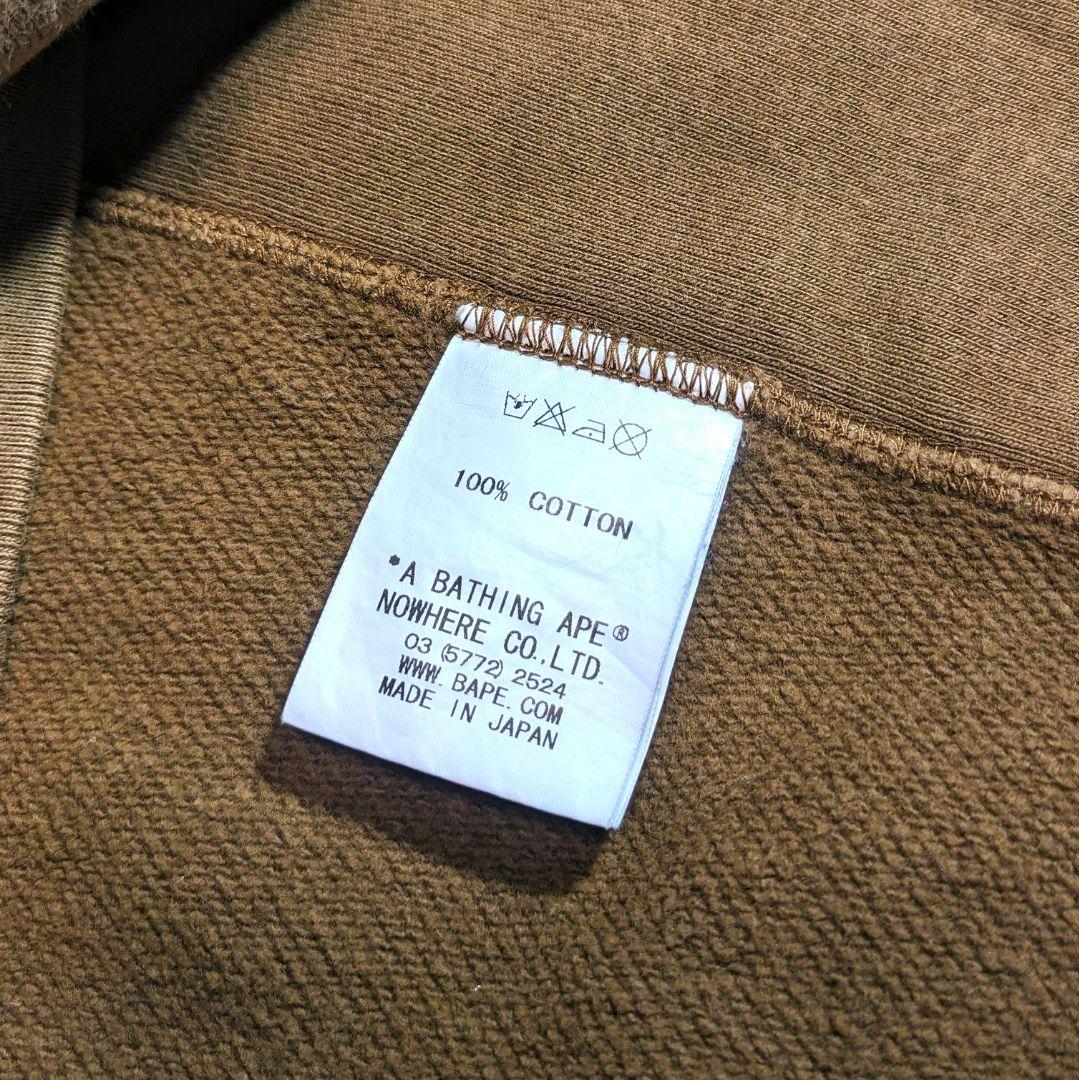 100% COTTON
*A BATHING APE®
NOWHERE CO.,LTD.
03 (5772) 2524
WWW. BAPE. COM
MADE IN JAPAN